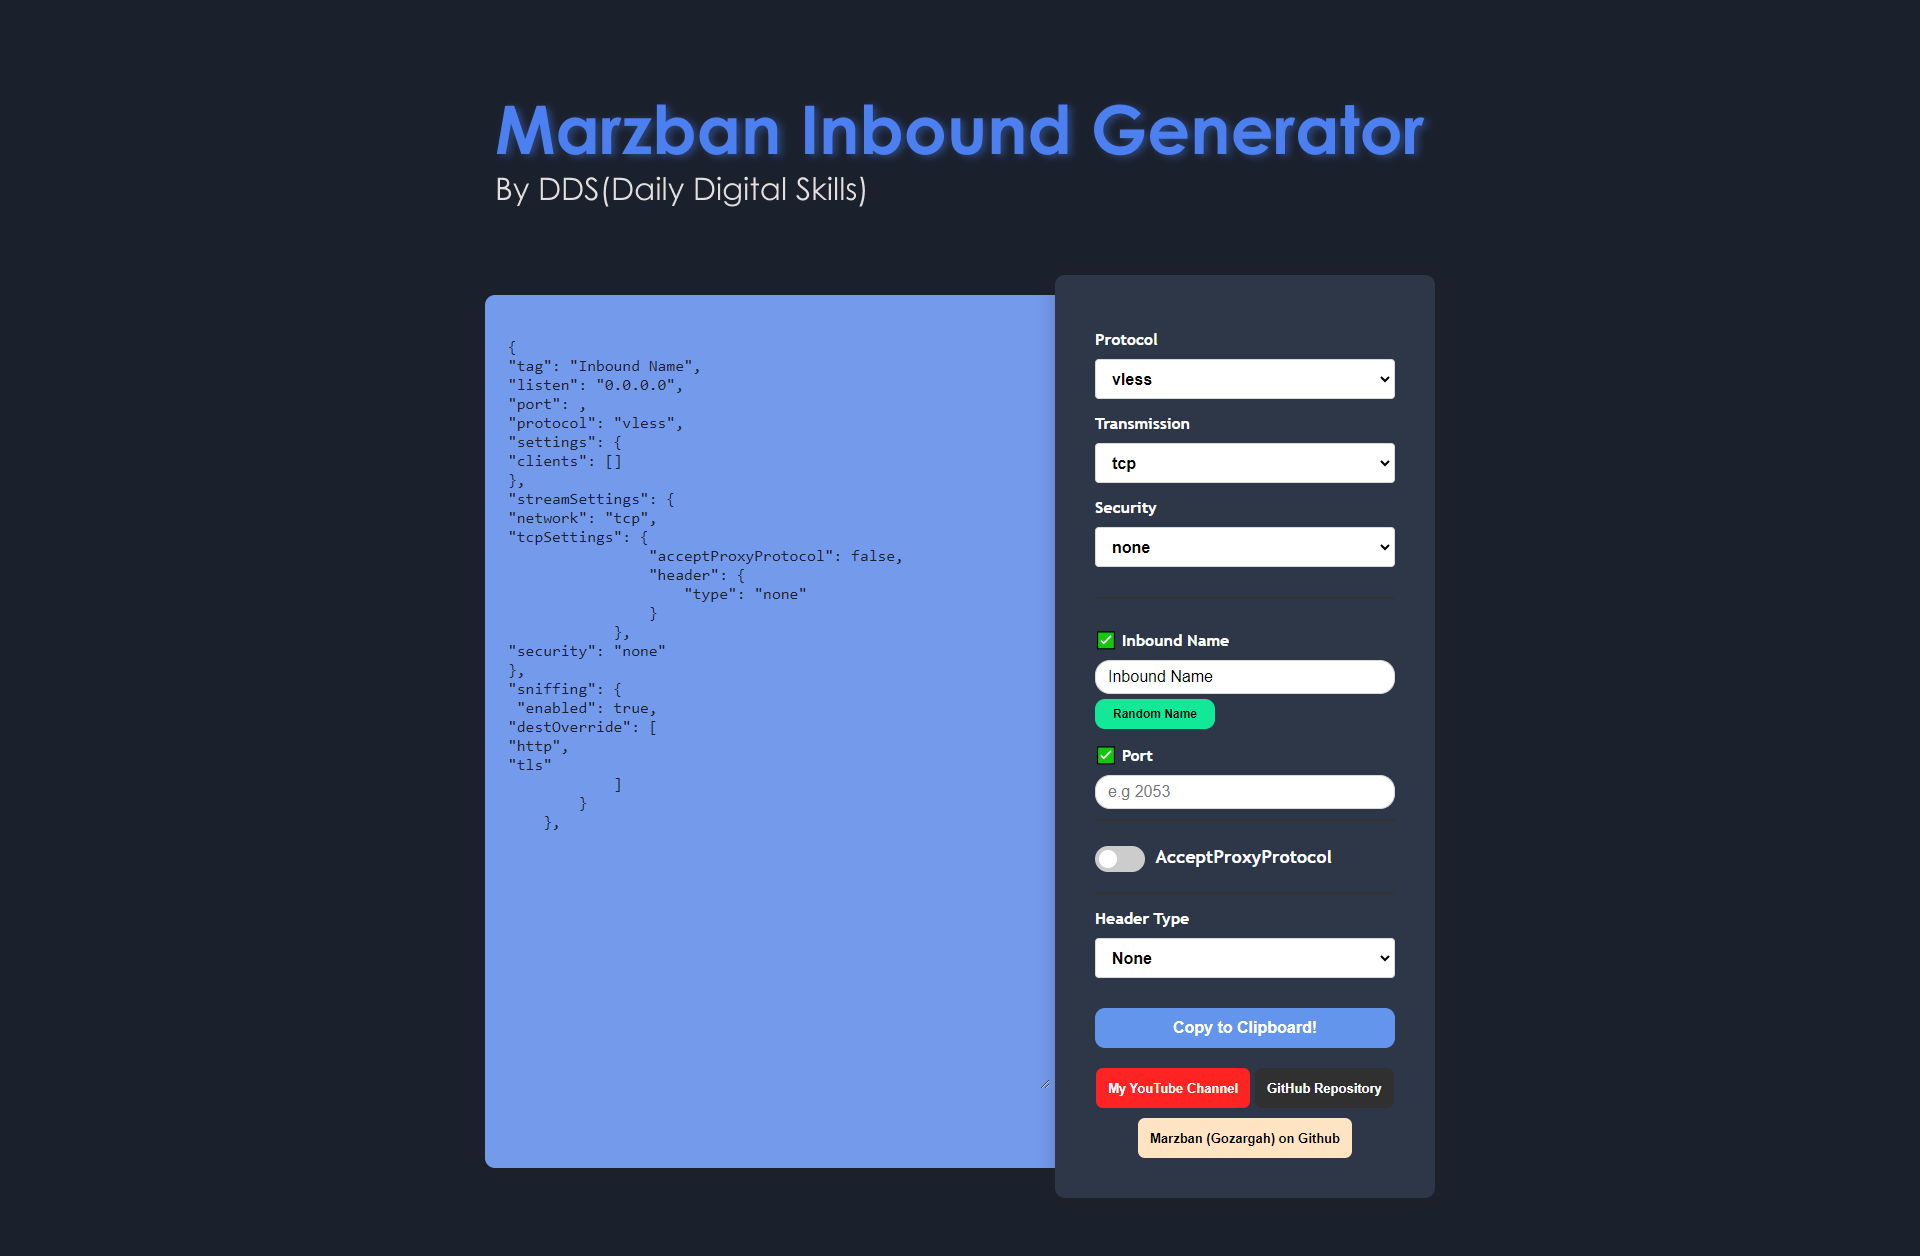 Marzban Inbound Generator
By DDS(Daily Digital Skills)
{
"tag": "Inbound Name",
"listen": "0.0.0.0",
"port": ,
"protocol": "vless",
"settings": {
"clients": []
},
"streamSettings": {
"network": "tcp",
"tcpSettings": {
"acceptProxyProtocol": false,
"header": {
"type": "none"
}
},
"security": "none"
},
"sniffing": {
"enabled": true,
"destOverride": [
"http",
"tls"
]
}
},
Protocol
vless
Transmission
tcp
Security
none
Inbound Name
Inbound Name
Random Name
Port
e.g 2053
AcceptProxyProtocol
Header Type
None
Copy to Clipboard!
My YouTube Channel
GitHub Repository
Marzban (Gozargah) on Github